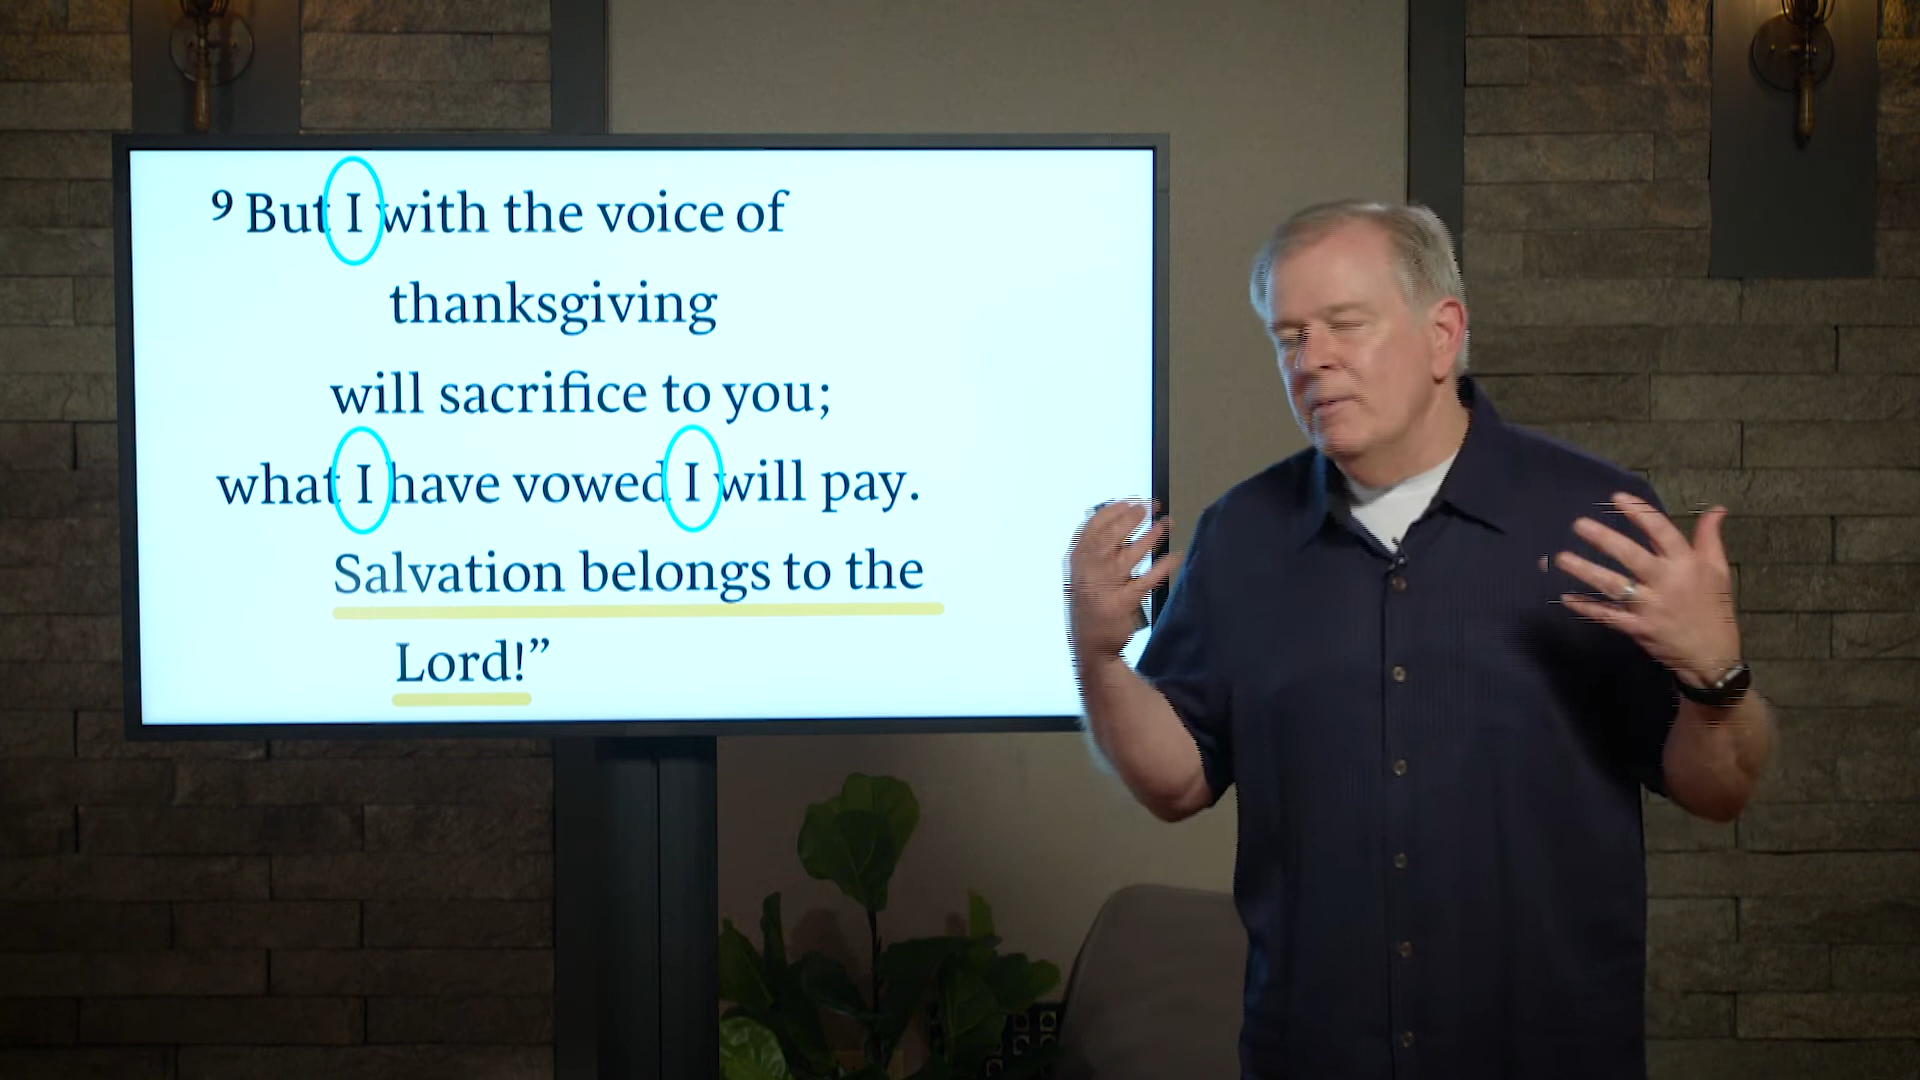 9 But I with the voice of
thanksgiving
will sacrifice to you;
what I have vowed I will pay.
Salvation belongs to the
Lord!”